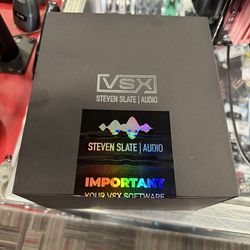 VSX
STEVEN SLATE | AUDIO
STEVEN SLATE | AUDIO
IMPORTANT
YOUR VSX SOFTWARE